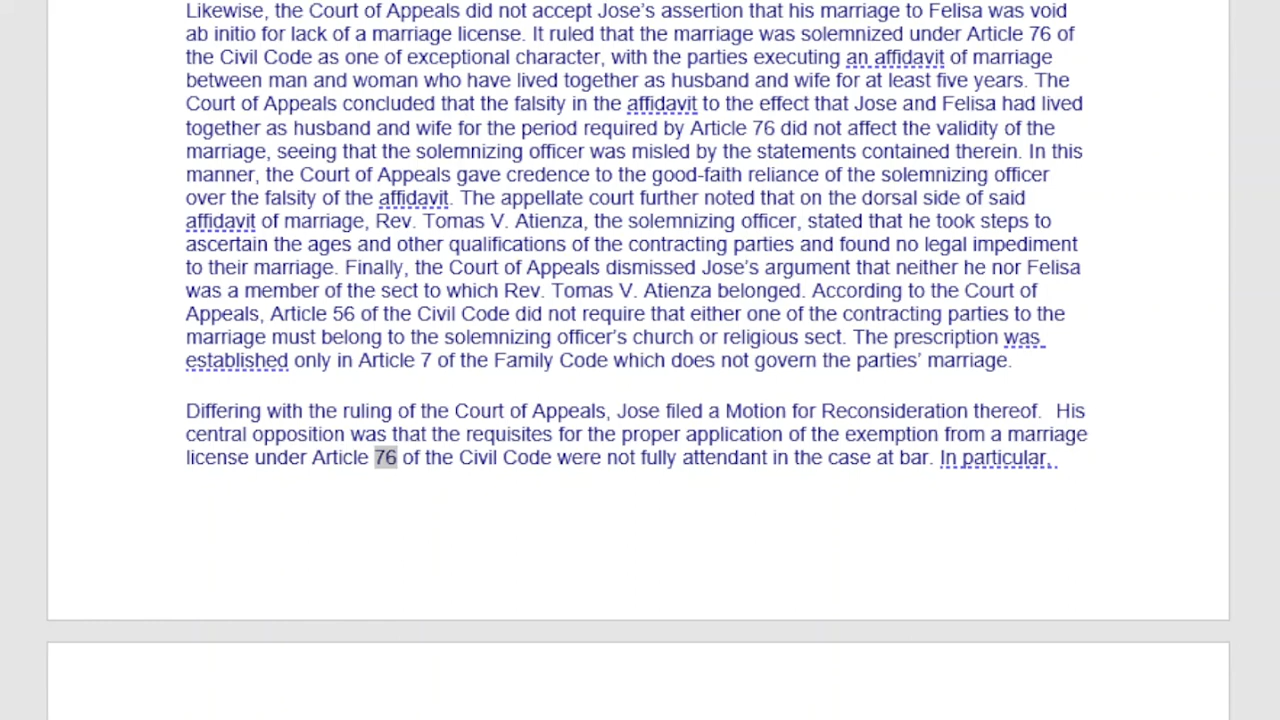 Likewise, the Court of Appeals did not accept Jose's assertion that his marriage to Felisa was void
ab initio for lack of a marriage license. It ruled that the marriage was solemnized under Article 76 of
the Civil Code as one of exceptional character, with the parties executing an affidavit of marriage
between man and woman who have lived together as husband and wife for at least five years. The
Court of Appeals concluded that the falsity in the affidavit to the effect that Jose and Felisa had lived
together as husband and wife for the period required by Article 76 did not affect the validity of the
marriage, seeing that the solemnizing officer was misled by the statements contained therein. In this
manner, the Court of Appeals gave credence to the good-faith reliance of the solemnizing officer
over the falsity of the affidavit. The appellate court further noted that on the dorsal side of said
affidavit of marriage, Rev. Tomas V. Atienza, the solemnizing officer, stated that he took steps to
ascertain the ages and other qualifications of the contracting parties and found no legal impediment
to their marriage. Finally, the Court of Appeals dismissed Jose's argument that neither he nor Felisa
was a member of the sect to which Rev. Tomas V. Atienza belonged. According to the Court of
Appeals, Article 56 of the Civil Code did not require that either one of the contracting parties to the
marriage must belong to the solemnizing officer's church or religious sect. The prescription was
established only in Article 7 of the Family Code which does not govern the parties' marriage.
Differing with the ruling of the Court of Appeals, Jose filed a Motion for Reconsideration thereof.  His
central opposition was that the requisites for the proper application of the exemption from a marriage
license under Article 76 of the Civil Code were not fully attendant in the case at bar. In particular,